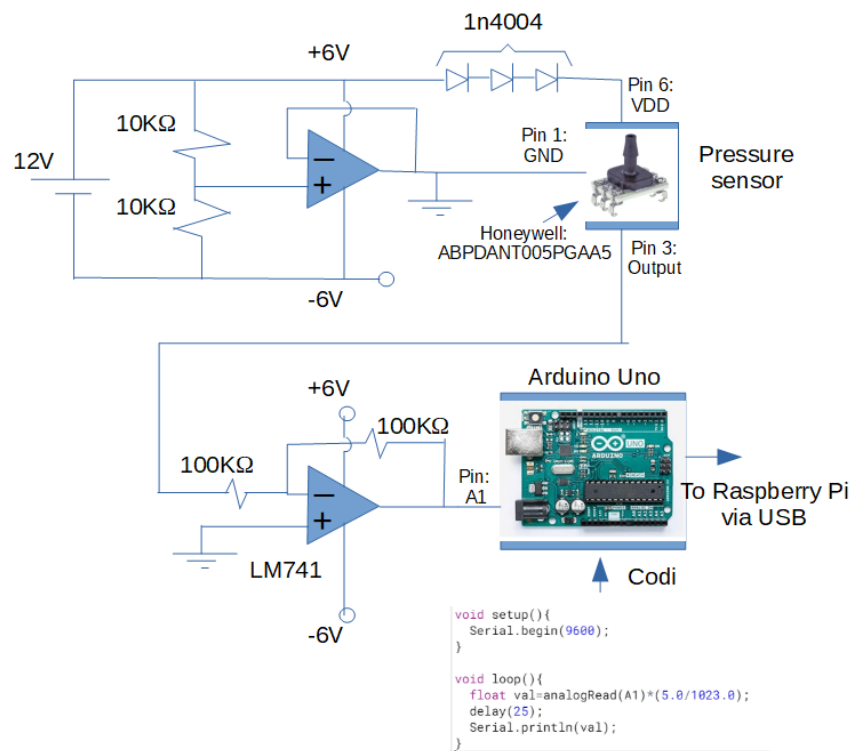 1n4004
+6V
Pin 6:
VDD
10KΩ
Pin 1:
GND
12V
Pressure
sensor
10KΩ
Honeywell:
ABPDANT005PGAA5
Pin 3:
Output
-6V
+6V
Arduino Uno
100KΩ
100KΩ
Pin:
A1
To Raspberry Pi
via USB
LM741
Codi
-6V
void setup(){
  Serial.begin(9600);
}
void loop(){
  float val=analogRead(A1)*(5.0/1023.0);
  delay(25);
  Serial.println(val);
}